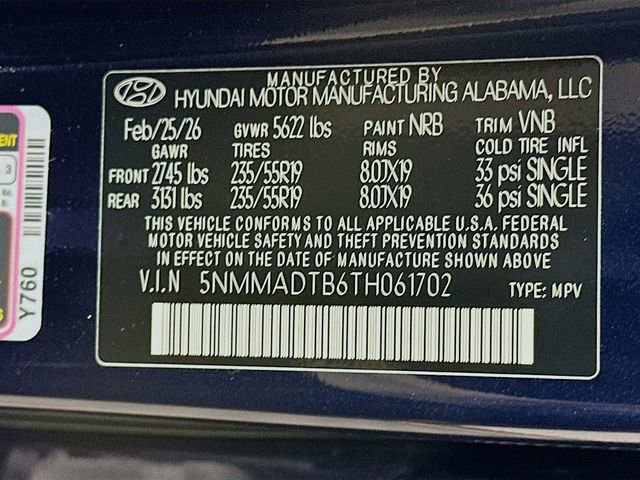 MANUFACTURED BY
HYUNDAI MOTOR MANUFACTURING ALABAMA, LLC
Feb/25/26 GVWR 5622 lbs PAINT NRB TRIM VNB
GAWR TIRES RIMS COLD TIRE INFL
FRONT 2745 lbs 235/55R19 8.0JX19 33 psi SINGLE
REAR 3131 lbs 235/55R19 8.0JX19 36 psi SINGLE
THIS VEHICLE CONFORMS TO ALL APPLICABLE U.S.A. FEDERAL
MOTOR VEHICLE SAFETY AND THEFT PREVENTION STANDARDS
IN EFFECT ON THE DATE OF MANUFACTURE SHOWN ABOVE
V.I.N 5NMMADTB6TH061702 TYPE: MPV
Y760